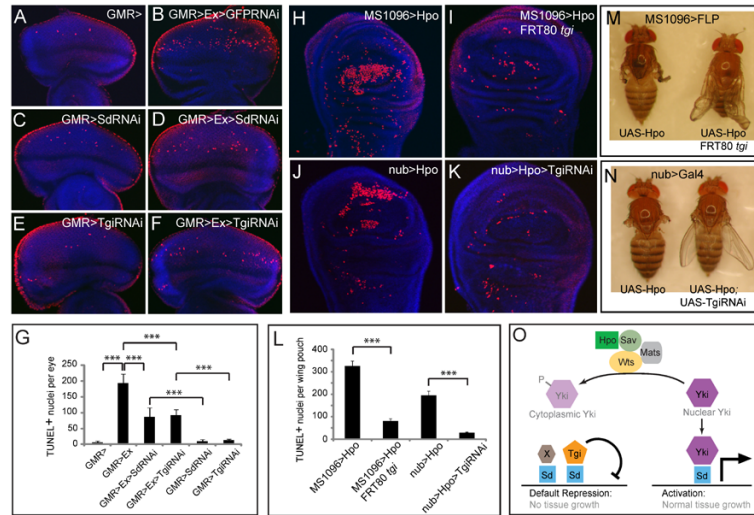 A
GMR>
B
GMR>Ex>GFPRNAi
C
GMR>SdRNAi
D
GMR>Ex>SdRNAi
E
GMR>TgiRNAi
F
GMR>Ex>TgiRNAi
H
MS1096>Hpo
I
MS1096>Hpo
FRT80 tgi
J
nub>Hpo
K
nub>Hpo>TgiRNAi
M
MS1096>FLP
UAS-Hpo
UAS-Hpo
FRT80 tgi
N
nub>Gal4
UAS-Hpo
UAS-Hpo;
UAS-TgiRNAi
G
TUNEL+ nuclei per eye
250
200
150
100
50
0
***
***
***
***
***
GMR>
GMR>Ex
GMR>Ex>SdRNAi
GMR>Ex>TgiRNAi
GMR>SdRNAi
GMR>TgiRNAi
L
TUNEL+ nuclei per wing pouch
400
300
200
100
0
***
***
MS1096>Hpo
MS1096>Hpo
FRT80 tgi
nub>Hpo
nub>Hpo>TgiRNAi
O
Hpo
Sav
Mats
Wts
P
Yki
Cytoplasmic Yki
Yki
Nuclear Yki
X
Tgi
Sd
Sd
Yki
Sd
Default Repression:
No tissue growth
Activation:
Normal tissue growth